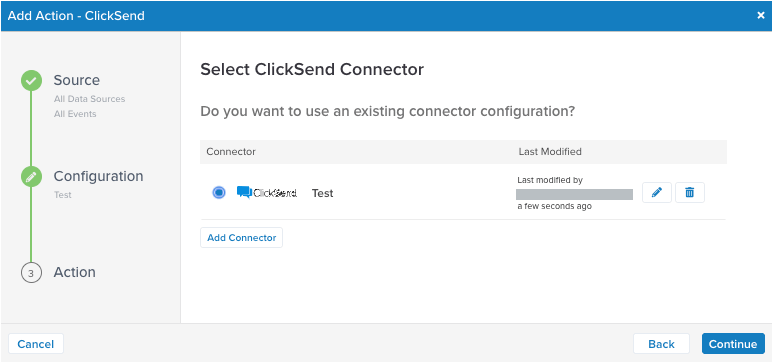 Add Action - ClickSend
×
Source
All Data Sources
All Events
Configuration
Test
3
Action
Select ClickSend Connector
Do you want to use an existing connector configuration?
Connector
Last Modified
ClickSend
Test
Last modified by
a few seconds ago
Add Connector
Cancel
Back
Continue